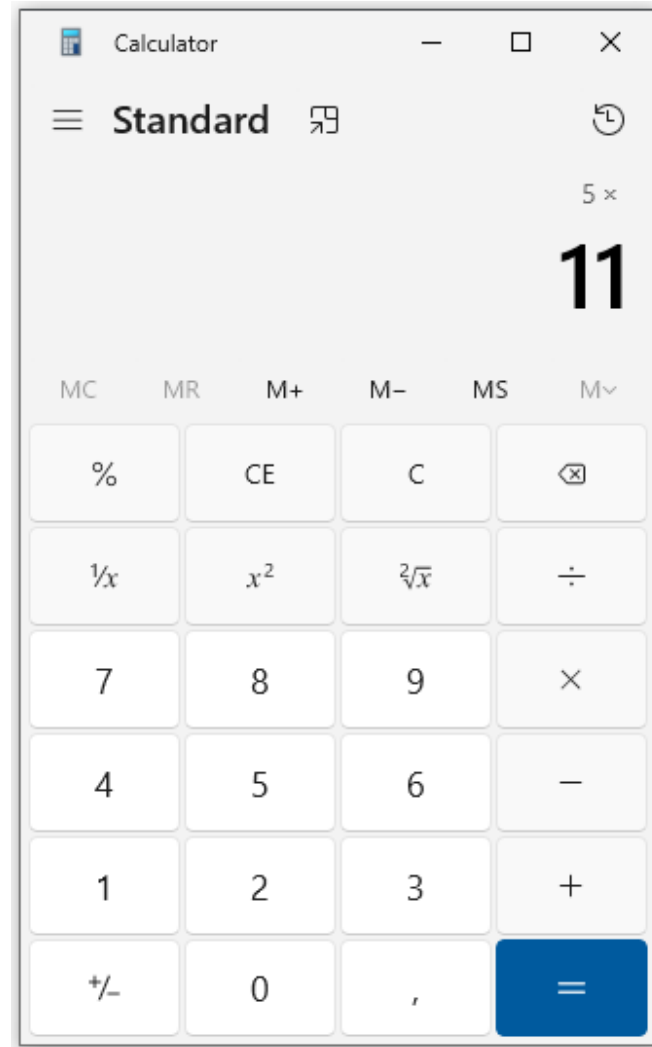 Calculator
Standard
5 ×
11
MC MR M+ M− MS M
% CE C
¹/x x² ²√x ÷
7 8 9 ×
4 5 6 −
1 2 3 +
+/− 0 , =